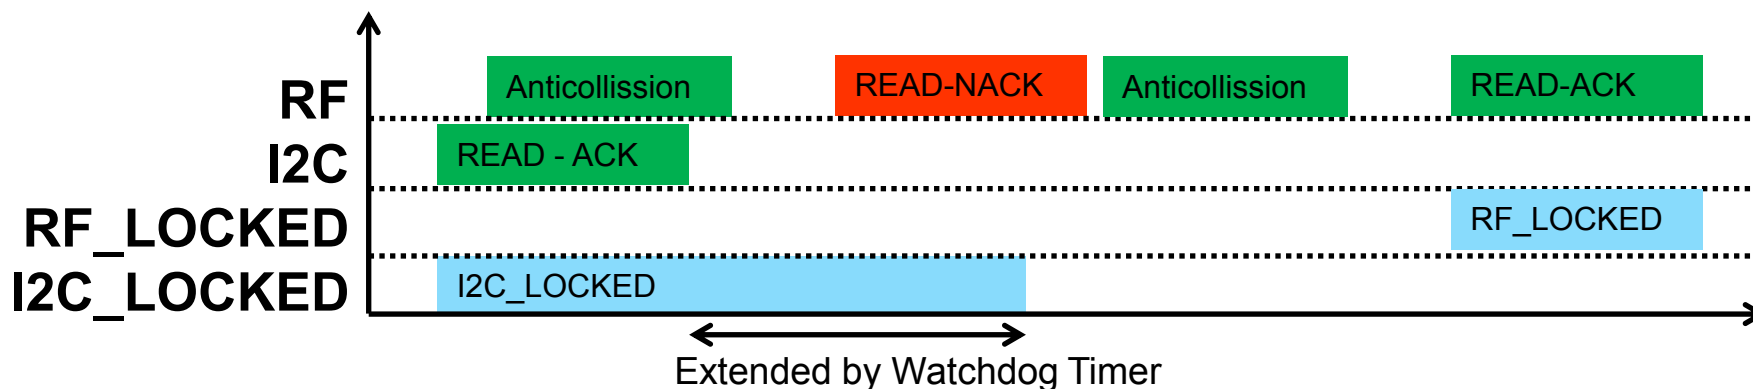 RF Anticollission READ-NACK Anticollission READ-ACK
I2C READ - ACK
RF_LOCKED RF_LOCKED
I2C_LOCKED I2C_LOCKED
Extended by Watchdog Timer